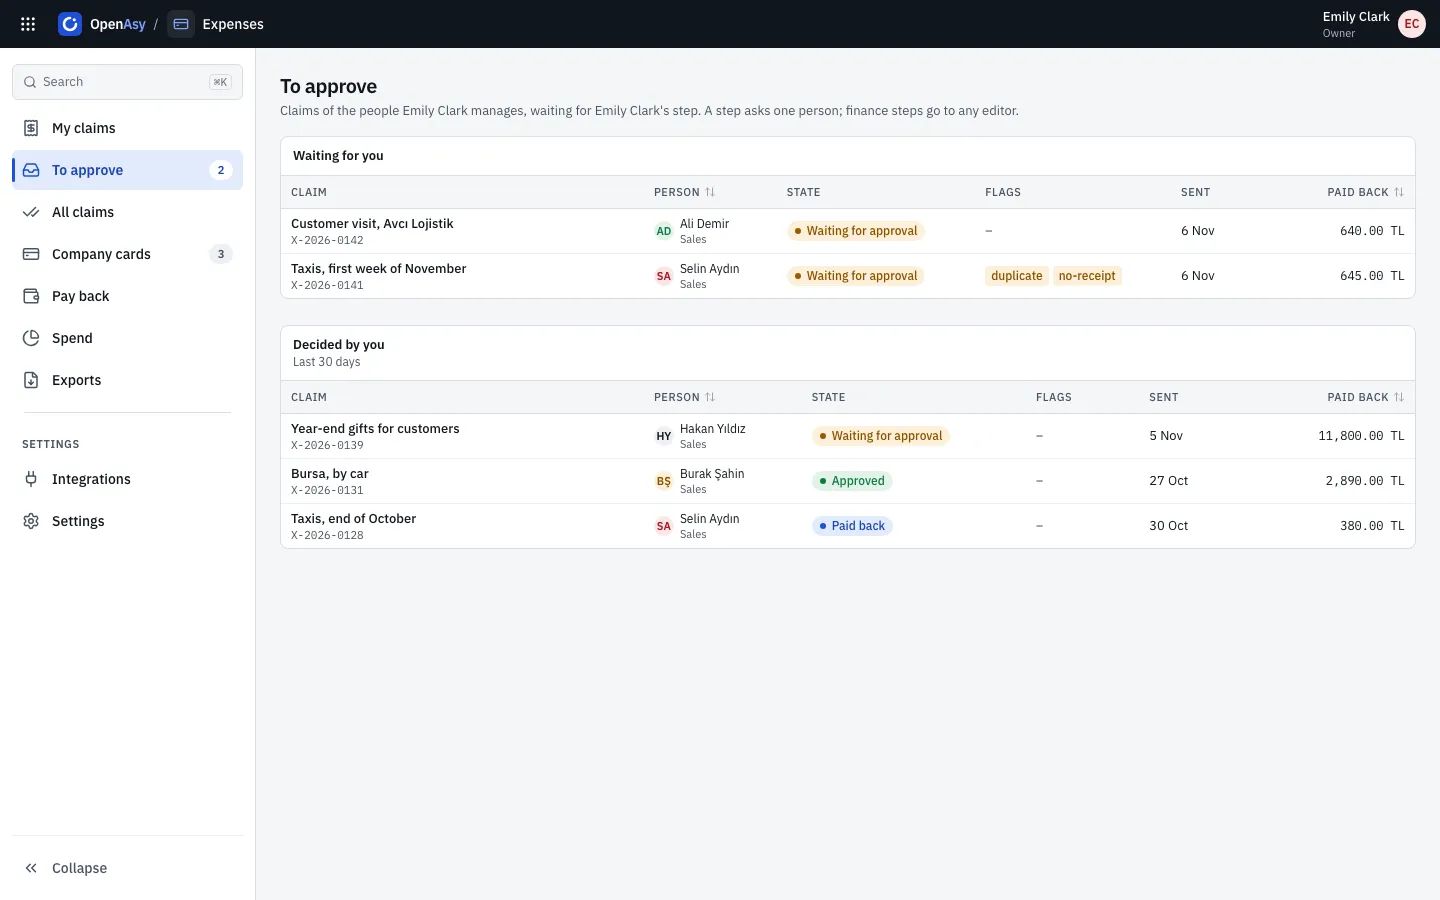 OpenAsy / Expenses
Emily Clark
Owner
EC
Search ⌘K
My claims
To approve 2
All claims
Company cards 3
Pay back
Spend
Exports
SETTINGS
Integrations
Settings
Collapse
To approve
Claims of the people Emily Clark manages, waiting for Emily Clark's step. A step asks one person; finance steps go to any editor.
Waiting for you
CLAIM PERSON STATE FLAGS SENT PAID BACK
Customer visit, Avcı Lojistik AD Ali Demir Waiting for approval – 6 Nov 640.00 TL
X-2026-0142 Sales
Taxis, first week of November SA Selin Aydın Waiting for approval duplicate no-receipt 6 Nov 645.00 TL
X-2026-0141 Sales
Decided by you
Last 30 days
CLAIM PERSON STATE FLAGS SENT PAID BACK
Year-end gifts for customers HY Hakan Yıldız Waiting for approval – 5 Nov 11,800.00 TL
X-2026-0139 Sales
Bursa, by car BŞ Burak Şahin Approved – 27 Oct 2,890.00 TL
X-2026-0131 Sales
Taxis, end of October SA Selin Aydın Paid back – 30 Oct 380.00 TL
X-2026-0128 Sales